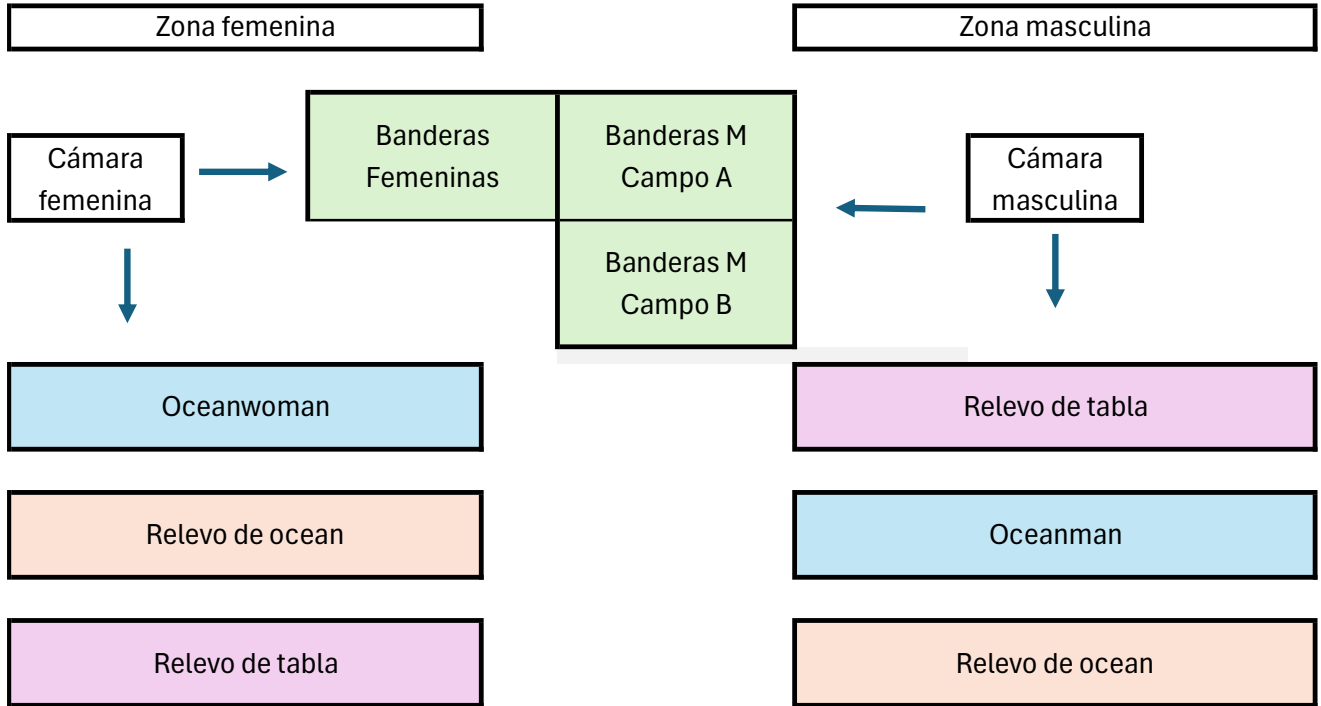 Zona femenina
Zona masculina
Banderas
Femeninas
Banderas M
Campo A
Cámara
femenina
Cámara
masculina
Banderas M
Campo B
Oceanwoman
Relevo de tabla
Relevo de ocean
Oceanman
Relevo de tabla
Relevo de ocean